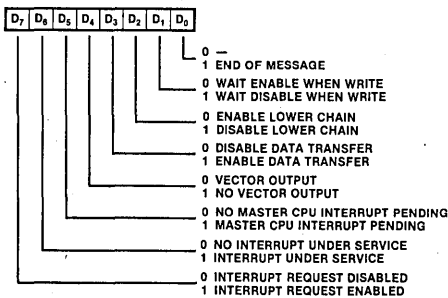 D7 D6 D5 D4 D3 D2 D1 D0
0 —
1 END OF MESSAGE
0 WAIT ENABLE WHEN WRITE
1 WAIT DISABLE WHEN WRITE
0 ENABLE LOWER CHAIN
1 DISABLE LOWER CHAIN
0 DISABLE DATA TRANSFER
1 ENABLE DATA TRANSFER
0 VECTOR OUTPUT
1 NO VECTOR OUTPUT
0 NO MASTER CPU INTERRUPT PENDING
1 MASTER CPU INTERRUPT PENDING
0 NO INTERRUPT UNDER SERVICE
1 INTERRUPT UNDER SERVICE
0 INTERRUPT REQUEST DISABLED
1 INTERRUPT REQUEST ENABLED